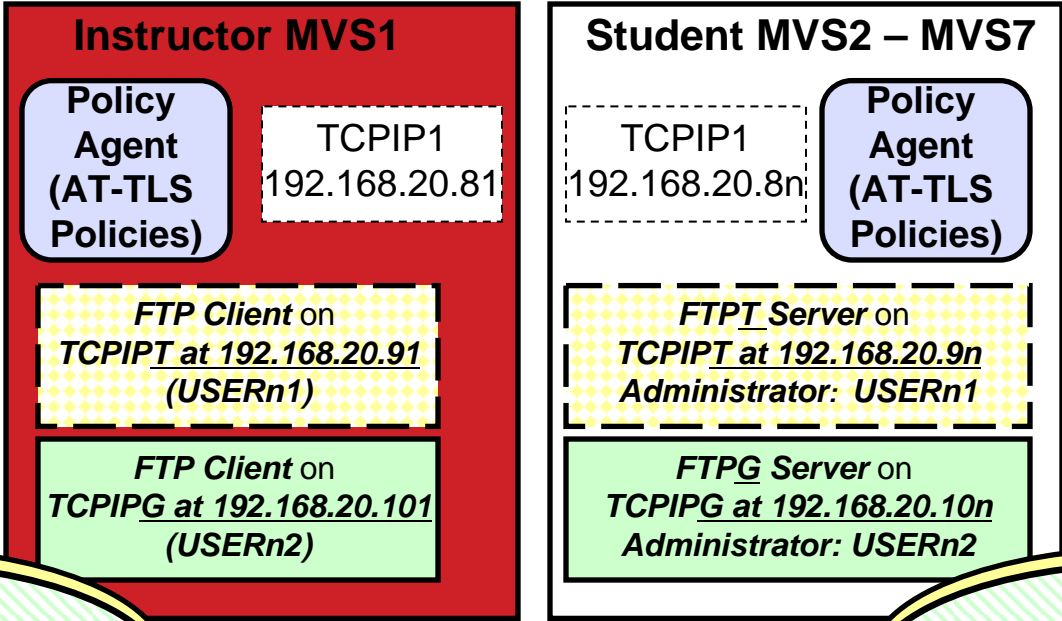 Instructor MVS1
Policy
Agent
(AT-TLS
Policies)
TCPIP1
192.168.20.81
FTP Client on
TCPIPT at 192.168.20.91
(USERn1)
FTP Client on
TCPIPG at 192.168.20.101
(USERn2)
Student MVS2 – MVS7
TCPIP1
192.168.20.8n
Policy
Agent
(AT-TLS
Policies)
FTPT Server on
TCPIPT at 192.168.20.9n
Administrator: USERn1
FTPG Server on
TCPIPG at 192.168.20.10n
Administrator: USERn2